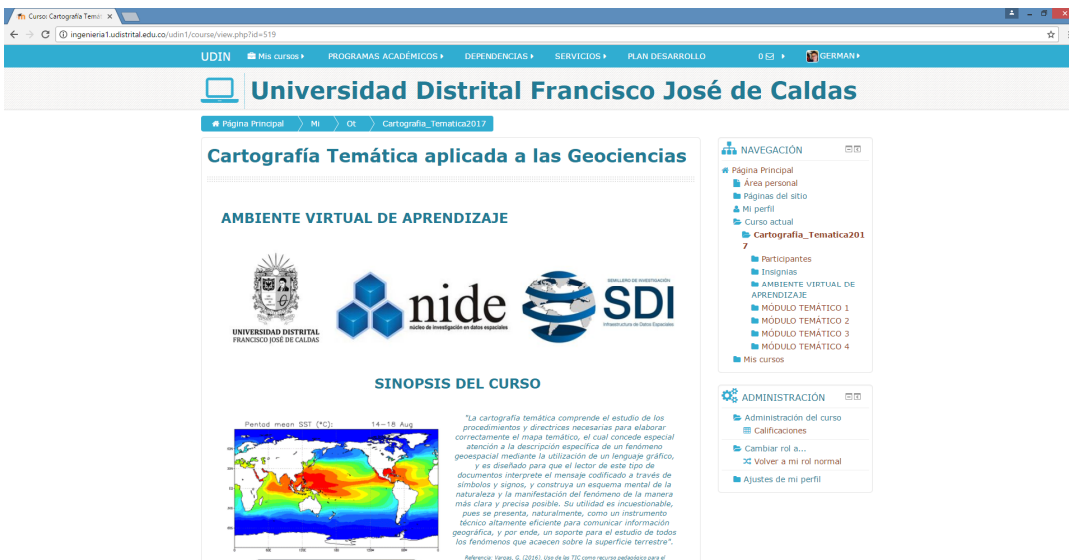 Curso: Cartografía Temát
ingenieria1.udistrital.edu.co/udin1/course/view.php?id=519
UDIN Mis cursos PROGRAMAS ACADÉMICOS DEPENDENCIAS SERVICIOS PLAN DESARROLLO 0 GERMAN
Universidad Distrital Francisco José de Caldas
Página Principal Mi Ot Cartografia_Tematica2017
Cartografía Temática aplicada a las Geociencias
AMBIENTE VIRTUAL DE APRENDIZAJE
UNIVERSIDAD DISTRITAL
FRANCISCO JOSÉ DE CALDAS
nide
núcleo de investigación en datos espaciales
SEMILLERO DE INVESTIGACIÓN
SDI
Infraestructura de Datos Espaciales
SINOPSIS DEL CURSO
Pentad mean SST (°C): 14-18 Aug
"La cartografía temática comprende el estudio de los
procedimientos y directrices necesarias para elaborar
correctamente el mapa temático, el cual concede especial
atención a la descripción específica de un fenómeno
geoespacial mediante la utilización de un lenguaje gráfico,
y es diseñado para que el lector de este tipo de
documentos interprete el mensaje codificado a través de
símbolos y signos, y construya un esquema mental de la
naturaleza y la manifestación del fenómeno de la manera
más clara y precisa posible. Su utilidad es incuestionable,
pues se presenta, naturalmente, como un instrumento
técnico altamente eficiente para comunicar información
geográfica, y por ende, un soporte para el estudio de todos
los fenómenos que acaecen sobre la superficie terrestre".
Referencia: Vargas, G. (2016). Uso de las TIC como recurso pedagógico para el
NAVEGACIÓN
Página Principal
Área personal
Páginas del sitio
Mi perfil
Curso actual
Cartografia_Tematica201
7
Participantes
Insignias
AMBIENTE VIRTUAL DE
APRENDIZAJE
MÓDULO TEMÁTICO 1
MÓDULO TEMÁTICO 2
MÓDULO TEMÁTICO 3
MÓDULO TEMÁTICO 4
Mis cursos
ADMINISTRACIÓN
Administración del curso
Calificaciones
Cambiar rol a...
Volver a mi rol normal
Ajustes de mi perfil